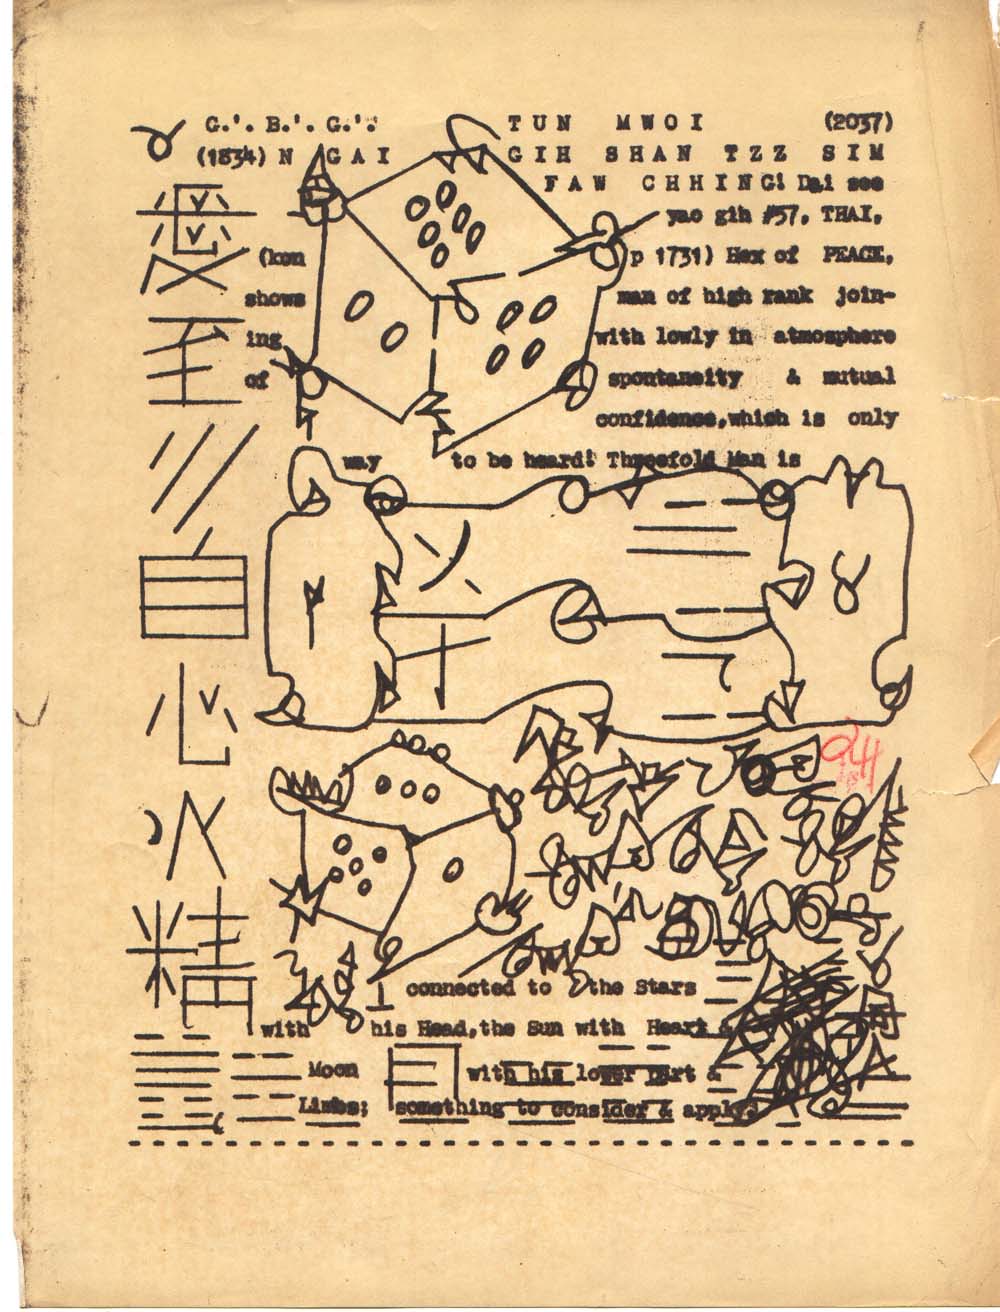 G.'. B.'. G.'.' TUN MWOI (2037)
(1834) N GAI GIH SHAN TZZ SIM
FAW CHHING! Dai see
yao gih #57, THAI,
(kon p 1731) Hex of PEACE,
shows man of high rank join-
ing with lowly in atmosphere
of spontaneity & mutual
confidence,which is only
way to be heard! Threefold Man is
connected to the Stars
with his Head,the Sun with Heart &
Moon with his lower part &
Limbs; something to consider & apply.